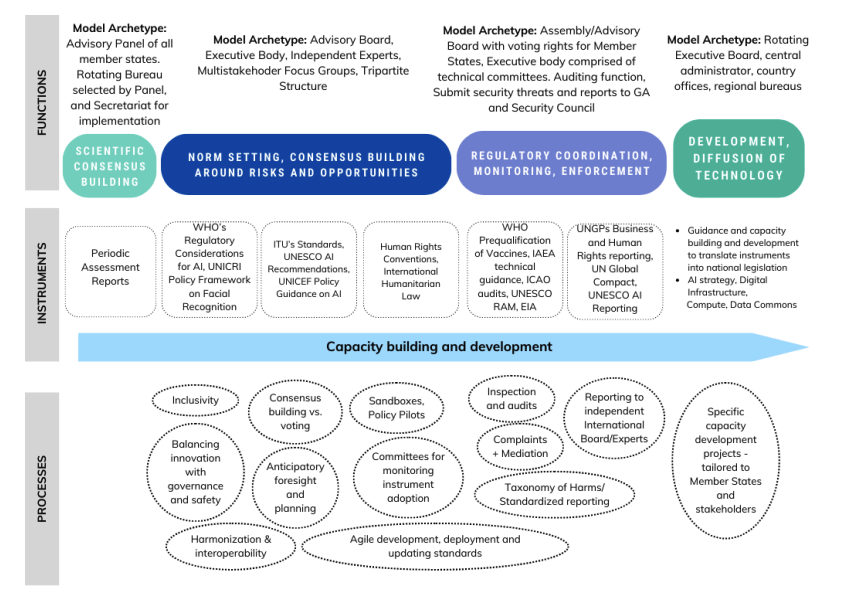 FUNCTIONS
Model Archetype:
Advisory Panel of all
member states.
Rotating Bureau
selected by Panel,
and Secretariat for
implementation
Model Archetype: Advisory Board,
Executive Body, Independent Experts,
Multistakehoder Focus Groups, Tripartite
Structure
Model Archetype: Assembly/Advisory
Board with voting rights for Member
States, Executive body comprised of
technical committees. Auditing function,
Submit security threats and reports to GA
and Security Council
Model Archetype: Rotating
Executive Board, central
administrator, country
offices, regional bureaus
SCIENTIFIC
CONSENSUS
BUILDING
NORM SETTING, CONSENSUS BUILDING
AROUND RISKS AND OPPORTUNITIES
REGULATORY COORDINATION,
MONITORING, ENFORCEMENT
DEVELOPMENT,
DIFFUSION OF
TECHNOLOGY
INSTRUMENTS
Periodic
Assessment
Reports
WHO's
Regulatory
Considerations
for AI, UNICRI
Policy Framework
on Facial
Recognition
ITU's Standards,
UNESCO AI
Recommendations,
UNICEF Policy
Guidance on AI
Human Rights
Conventions,
International
Humanitarian
Law
WHO
Prequalification
of Vaccines, IAEA
technical
guidance, ICAO
audits, UNESCO
RAM, EIA
UNGPs Business
and Human
Rights reporting,
UN Global
Compact,
UNESCO AI
Reporting
• Guidance and capacity
building and development
to translate instruments
into national legislation
• AI strategy, Digital
Infrastructure,
Compute, Data Commons
Capacity building and development
PROCESSES
Inclusivity
Consensus
building vs.
voting
Sandboxes,
Policy Pilots
Inspection
and audits
Reporting to
independent
International
Board/Experts
Specific
capacity
development
projects -
tailored to
Member States
and
stakeholders
Balancing
innovation
with
governance
and safety
Anticipatory
foresight
and
planning
Committees for
monitoring
instrument
adoption
Complaints
+ Mediation
Taxonomy of Harms/
Standardized reporting
Harmonization &
interoperability
Agile development, deployment and
updating standards